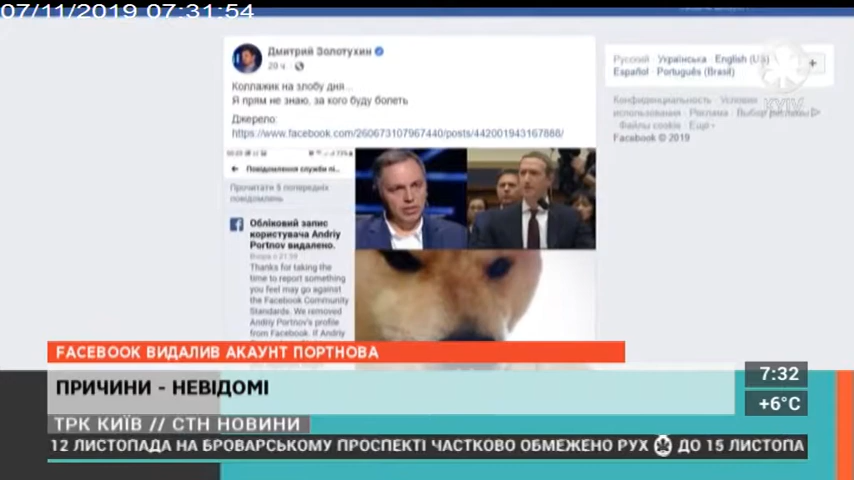 07/11/2019 07:31:54
Дмитрий Золотухин
20 ч.
Коллажик на злобу дня...
Я прям не знаю, за кого буду болеть
Джерело:
https://www.facebook.com/260673107967440/posts/442001943167888/
Повідомлення служби пі...
Прочитати 5 попередніх
повідомлень
Обліковий запис
користувача Andriy
Portnov видалено.
Вчора о 21:39
Thanks for taking the
time to report something
you feel may go against
the Facebook Community
Standards. We removed
Andriy Portnov's profile
from Facebook. If Andriy
Русский · Українська · English (US)
Español · Português (Brasil)
Конфиденциальность · Условия
использования · Реклама · Выбор рекламы
Файлы cookie · Ещё
Facebook © 2019
KYIV
FACEBOOK ВИДАЛИВ АКАУНТ ПОРТНОВА
ПРИЧИНИ - НЕВІДОМІ
7:32
+6°C
ТРК КИЇВ // СТН НОВИНИ
12 ЛИСТОПАДА НА БРОВАРСЬКОМУ ПРОСПЕКТІ ЧАСТКОВО ОБМЕЖЕНО РУХ ДО 15 ЛИСТОПА